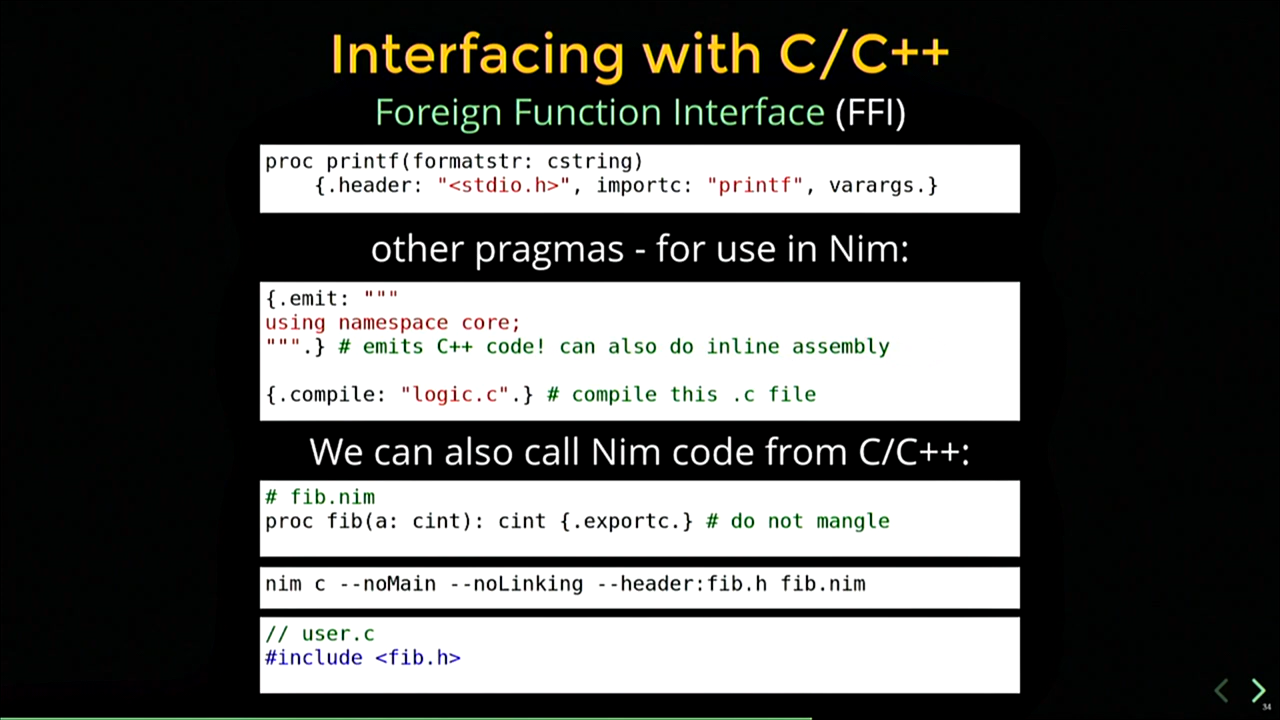 Interfacing with C/C++
Foreign Function Interface (FFI)
proc printf(formatstr: cstring)
    {.header: "<stdio.h>", importc: "printf", varargs.}
other pragmas - for use in Nim:
{.emit: """
using namespace core;
""".} # emits C++ code! can also do inline assembly
{.compile: "logic.c".} # compile this .c file
We can also call Nim code from C/C++:
# fib.nim
proc fib(a: cint): cint {.exportc.} # do not mangle
nim c --noMain --noLinking --header:fib.h fib.nim
// user.c
#include <fib.h>
34